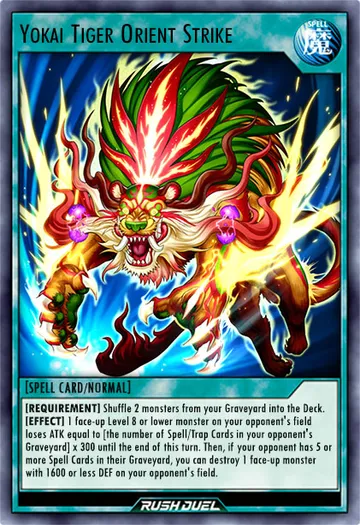 Yokai Tiger Orient Strike
SPELL
魔
[SPELL CARD/NORMAL]
[REQUIREMENT] Shuffle 2 monsters from your Graveyard into the Deck.
[EFFECT] 1 face-up Level 8 or lower monster on your opponent's field
loses ATK equal to [the number of Spell/Trap Cards in your opponent's
Graveyard] x 300 until the end of this turn. Then, if your opponent has 5 or
more Spell Cards in their Graveyard, you can destroy 1 face-up monster
with 1600 or less DEF on your opponent's field.
RUSH DUEL